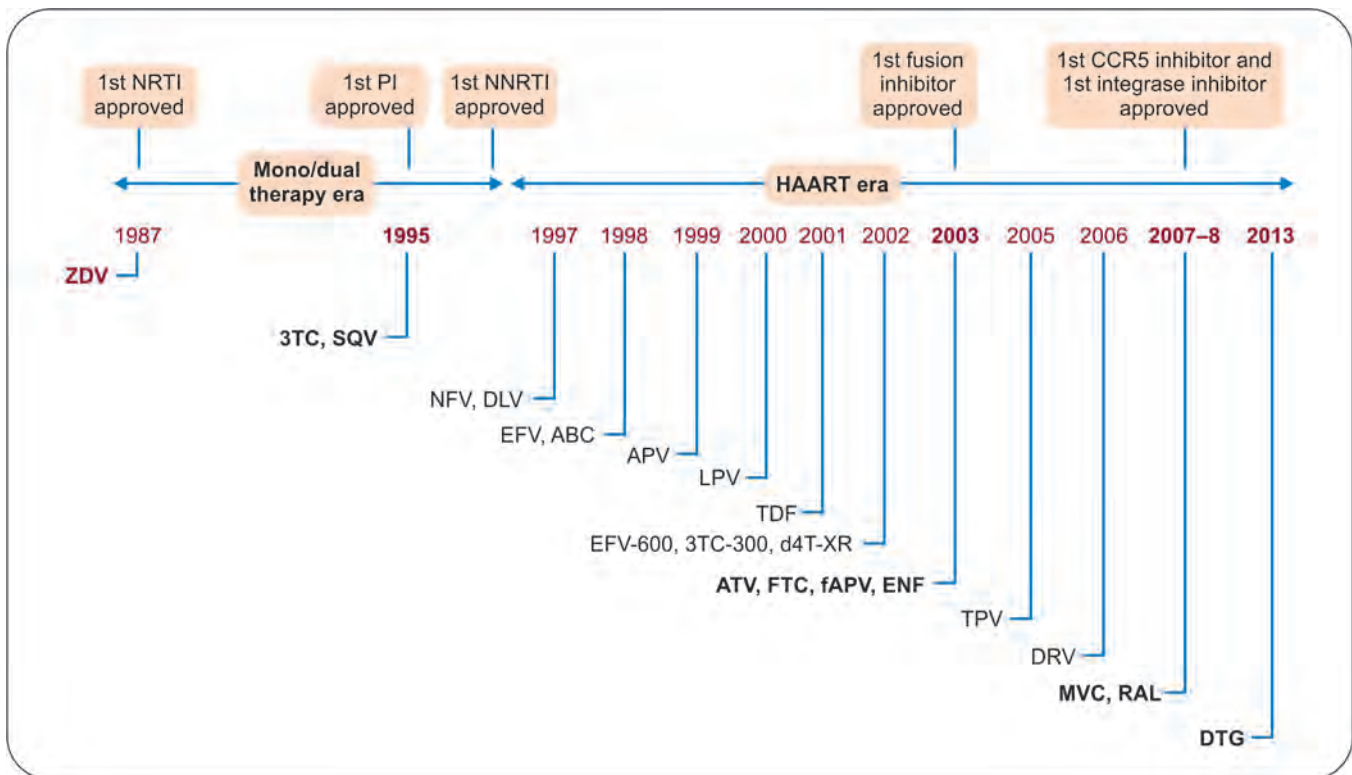 1st NRTI
approved
1st PI
approved
1st NNRTI
approved
1st fusion
inhibitor
approved
1st CCR5 inhibitor and
1st integrase inhibitor
approved
Mono/dual
therapy era
HAART era
1987 1995 1997 1998 1999 2000 2001 2002 2003 2005 2006 2007–8 2013
ZDV
3TC, SQV
NFV, DLV
EFV, ABC
APV
LPV
TDF
EFV-600, 3TC-300, d4T-XR
ATV, FTC, fAPV, ENF
TPV
DRV
MVC, RAL
DTG